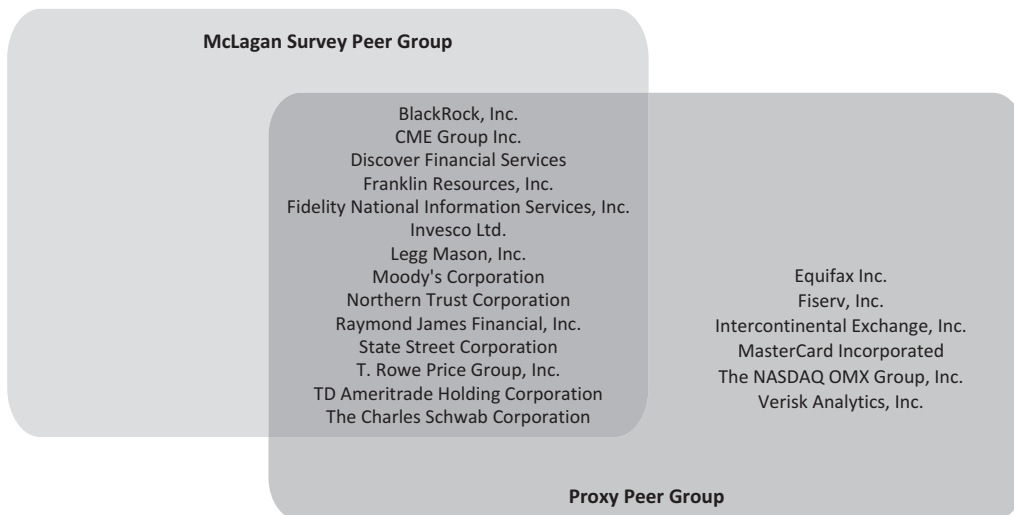 McLagan Survey Peer Group
BlackRock, Inc.
CME Group Inc.
Discover Financial Services
Franklin Resources, Inc.
Fidelity National Information Services, Inc.
Invesco Ltd.
Legg Mason, Inc.
Moody's Corporation
Northern Trust Corporation
Raymond James Financial, Inc.
State Street Corporation
T. Rowe Price Group, Inc.
TD Ameritrade Holding Corporation
The Charles Schwab Corporation
Equifax Inc.
Fiserv, Inc.
Intercontinental Exchange, Inc.
MasterCard Incorporated
The NASDAQ OMX Group, Inc.
Verisk Analytics, Inc.
Proxy Peer Group